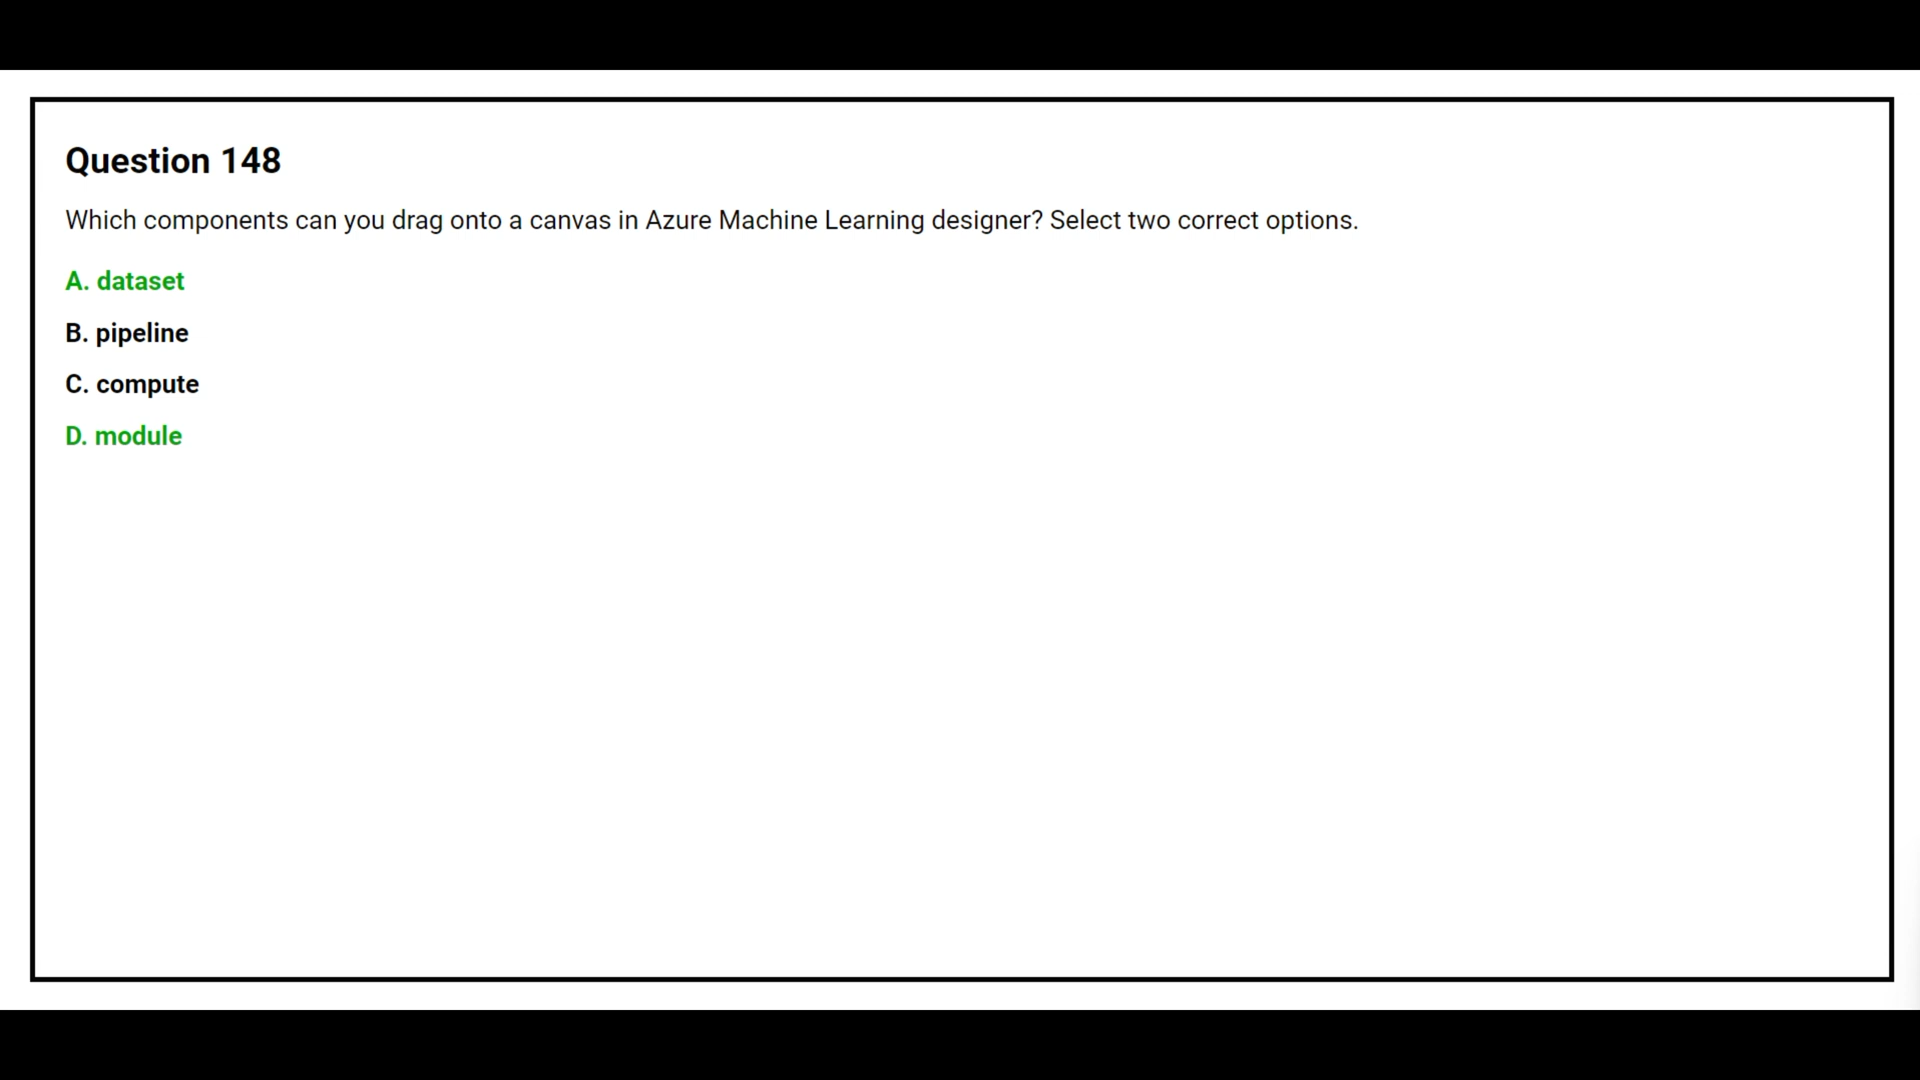 Question 148
Which components can you drag onto a canvas in Azure Machine Learning designer? Select two correct options.
A. dataset
B. pipeline
C. compute
D. module